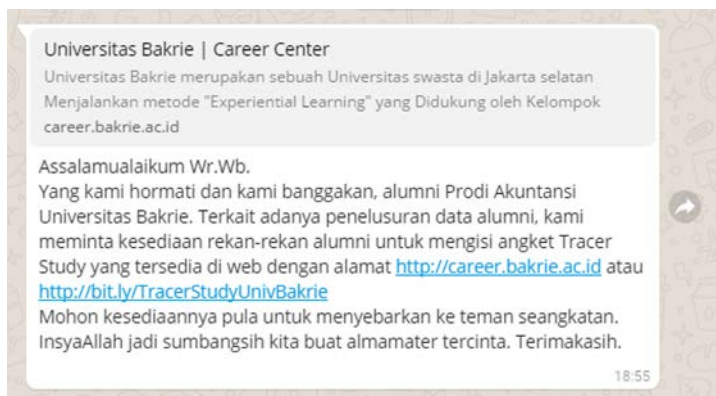 Universitas Bakrie | Career Center
Universitas Bakrie merupakan sebuah Universitas swasta di Jakarta selatan
Menjalankan metode "Experiential Learning" yang Didukung oleh Kelompok
career.bakrie.ac.id
Assalamualaikum Wr.Wb.
Yang kami hormati dan kami banggakan, alumni Prodi Akuntansi
Universitas Bakrie. Terkait adanya penelusuran data alumni, kami
meminta kesediaan rekan-rekan alumni untuk mengisi angket Tracer
Study yang tersedia di web dengan alamat http://career.bakrie.ac.id atau
http://bit.ly/TracerStudyUnivBakrie
Mohon kesediaannya pula untuk menyebarkan ke teman seangkatan.
InsyaAllah jadi sumbangsih kita buat almamater tercinta. Terimakasih.
18:55